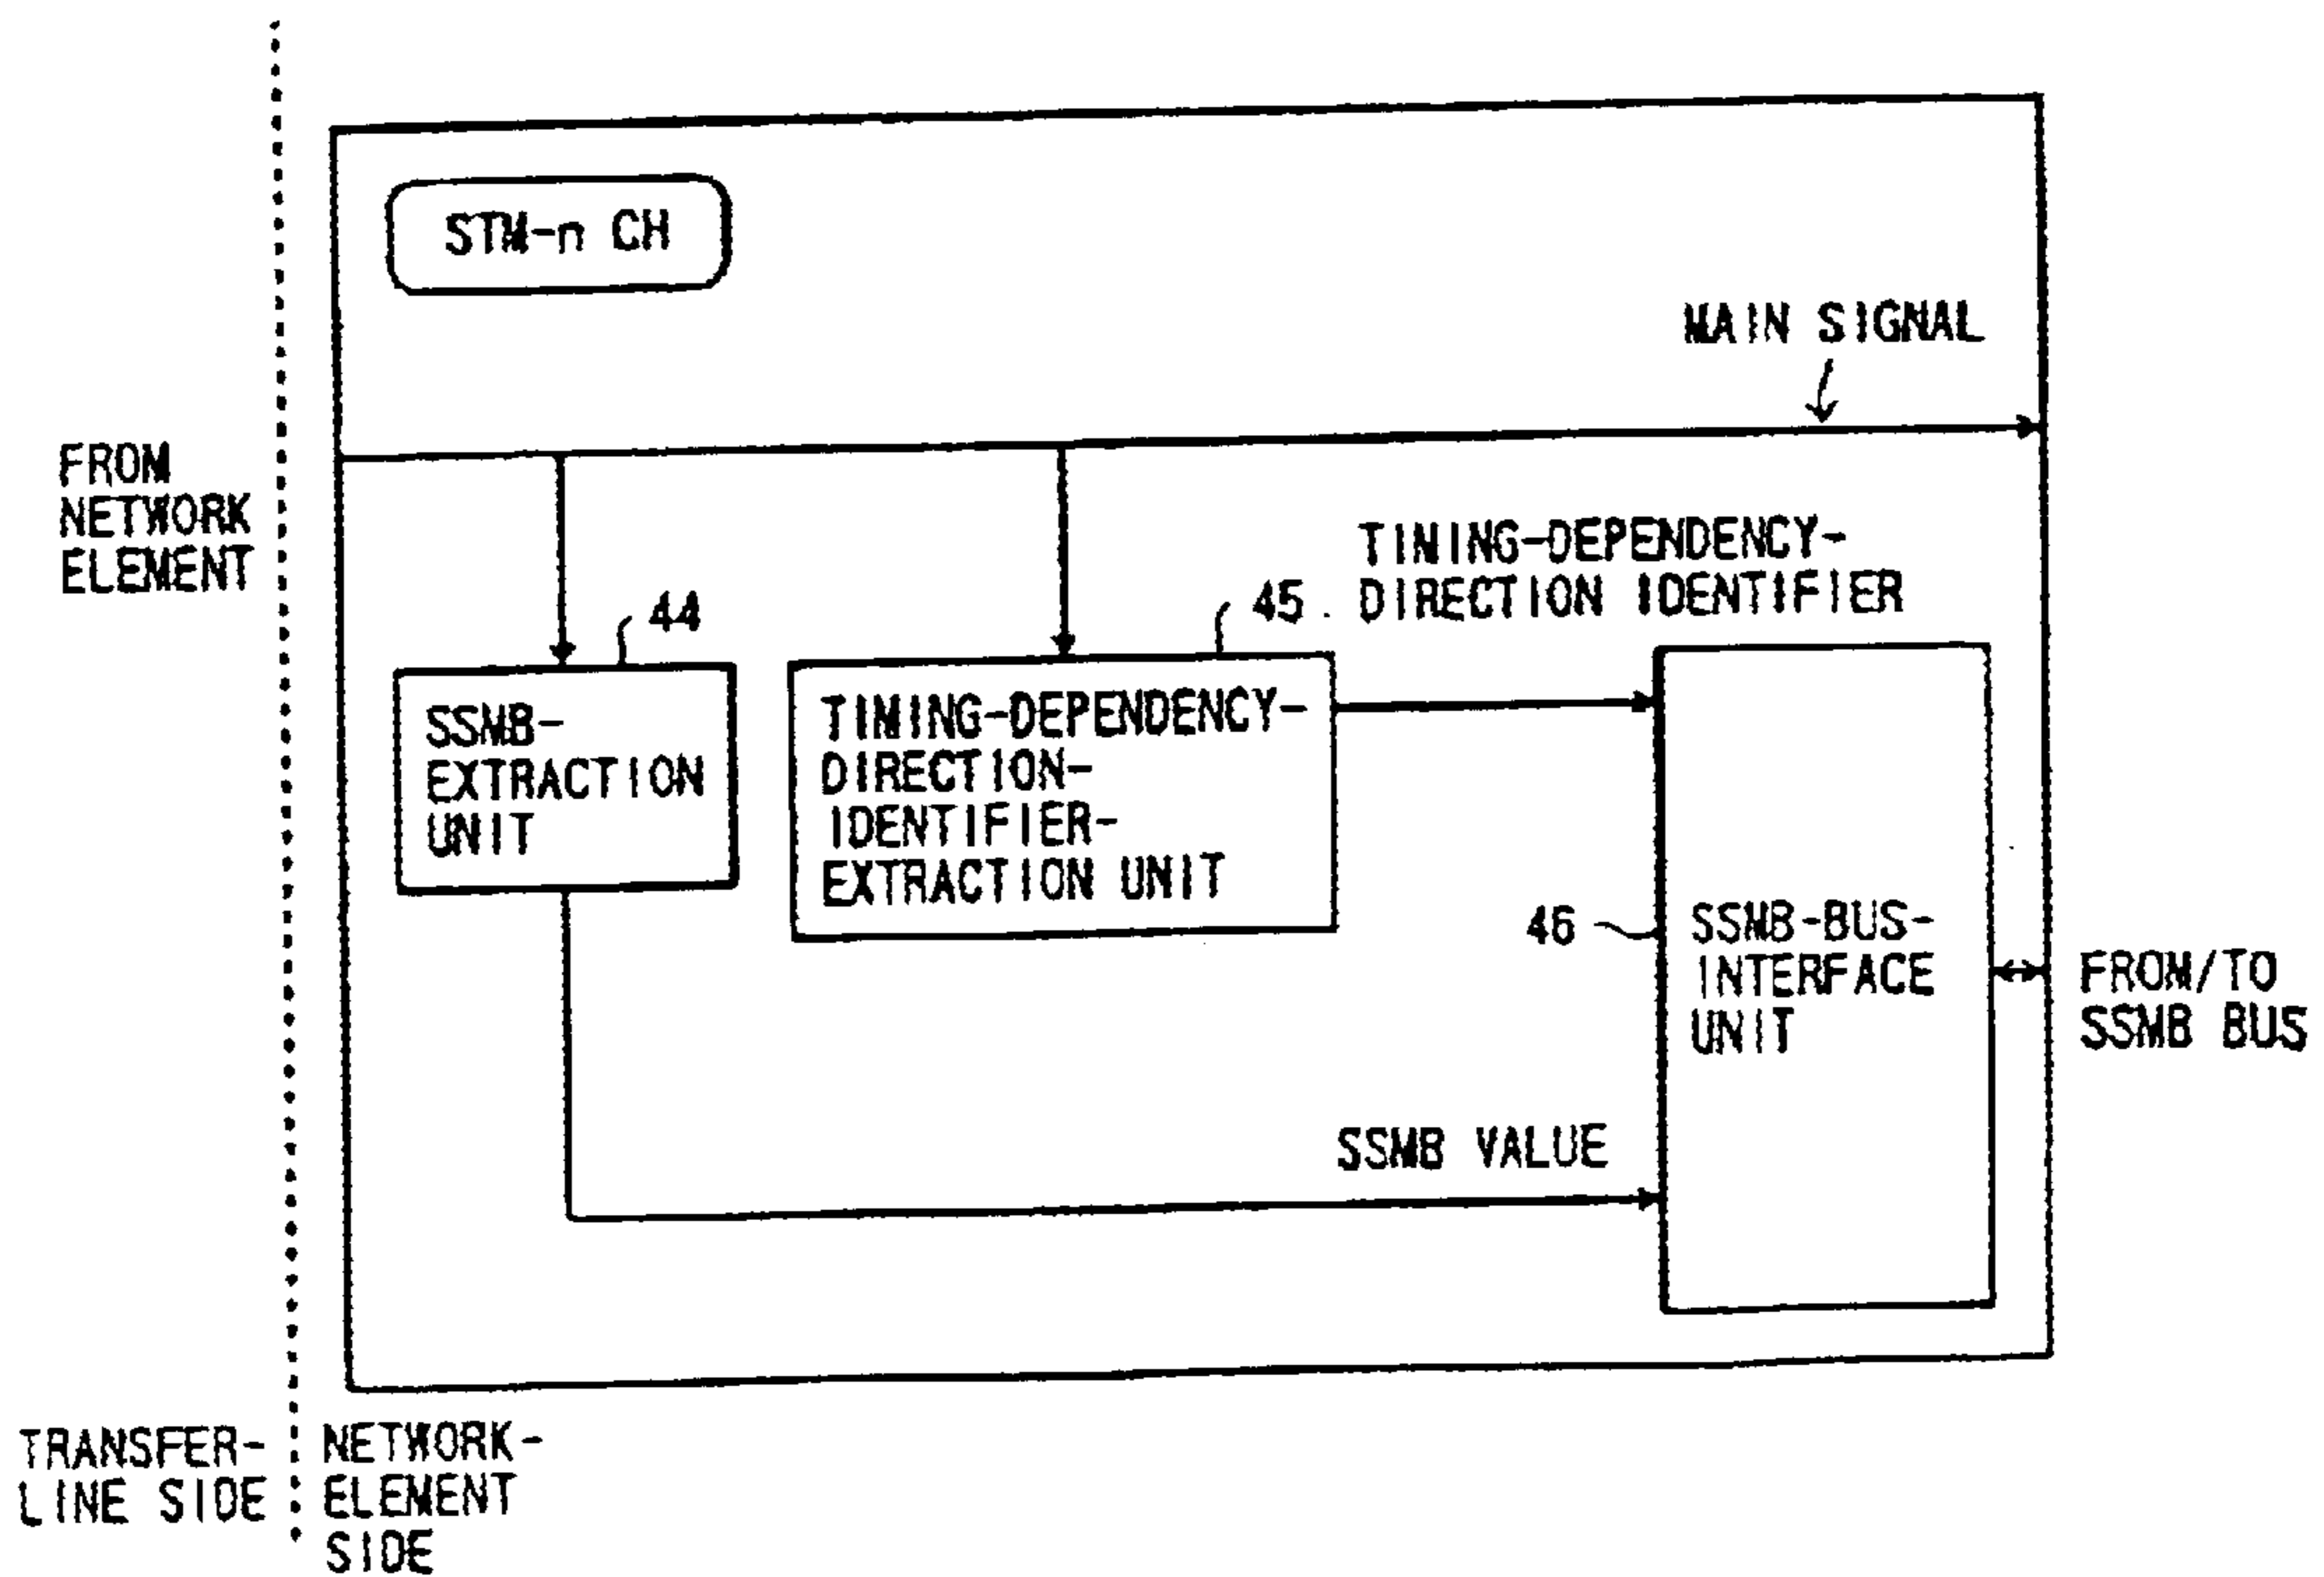 STM-n CH
MAIN SIGNAL
FROM
NETWORK
ELEMENT
TIMING-DEPENDENCY-
DIRECTION IDENTIFIER
44
45
SSMB-
EXTRACTION
UNIT
TIMING-DEPENDENCY-
DIRECTION-
IDENTIFIER-
EXTRACTION UNIT
46
SSMB-BUS-
INTERFACE
UNIT
FROM/TO
SSMB BUS
SSMB VALUE
TRANSFER-
LINE SIDE
NETWORK-
ELEMENT
SIDE